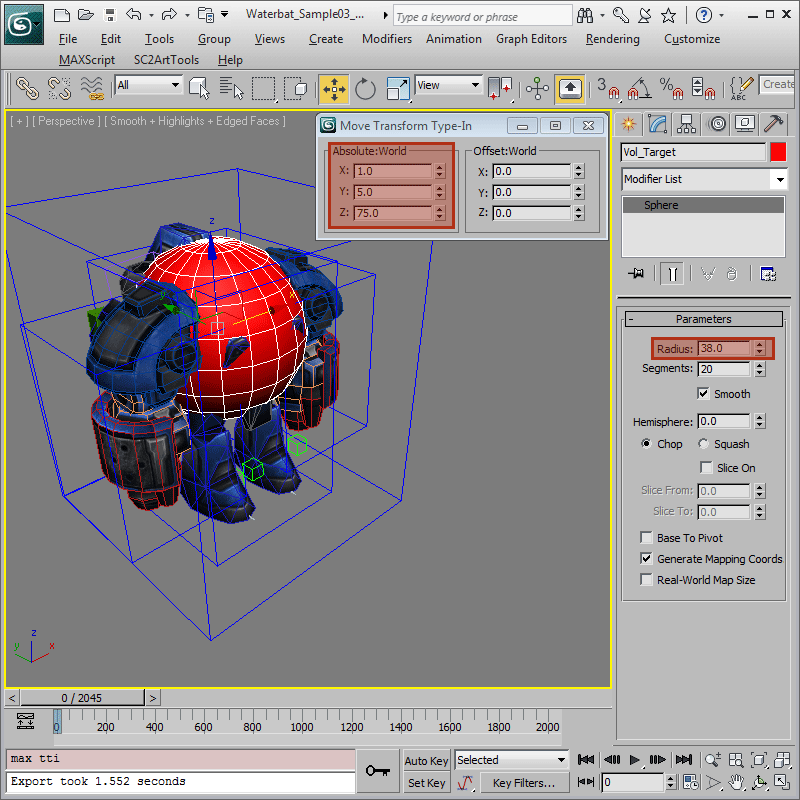 Waterbat_Sample03_...
Type a keyword or phrase
File Edit Tools Group Views Create Modifiers Animation Graph Editors Rendering Customize
MAXScript SC2ArtTools Help
All
View
3
%
ABC
Create
[ + ] [ Perspective ] [ Smooth + Highlights + Edged Faces ]
Move Transform Type-In
Absolute:World
X: 1.0
Y: 5.0
Z: 75.0
Offset:World
X: 0.0
Y: 0.0
Z: 0.0
Vol_Target
Modifier List
Sphere
- Parameters
Radius: 38.0
Segments: 20
Smooth
Hemisphere: 0.0
Chop Squash
Slice On
Slice From: 0.0
Slice To: 0.0
Base To Pivot
Generate Mapping Coords
Real-World Map Size
z
x
z
y x
< 0 / 2045 >
0 200 400 600 800 1000 1200 1400 1600 1800 2000
max tti
Export took 1.552 seconds
Auto Key Selected
Set Key Key Filters...
0